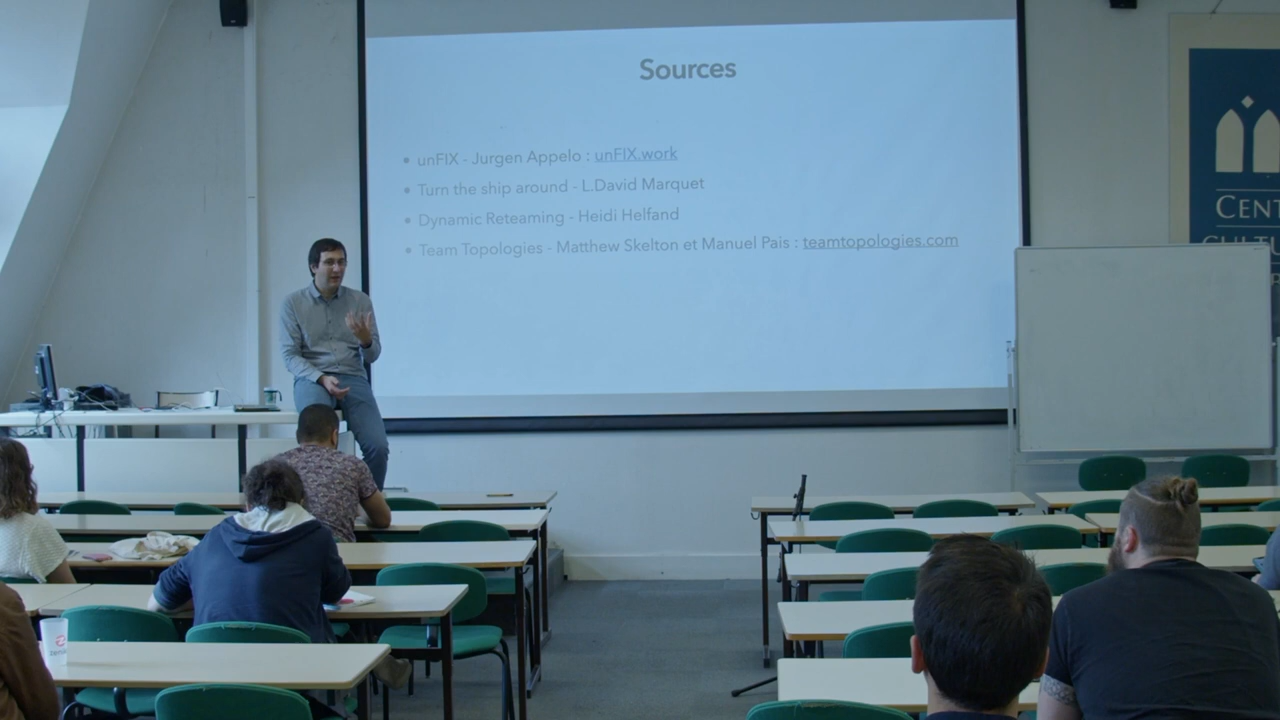 Sources
• unFIX - Jurgen Appelo : unFIX.work
• Turn the ship around - L.David Marquet
• Dynamic Reteaming - Heidi Helfand
• Team Topologies - Matthew Skelton et Manuel Pais : teamtopologies.com
CENT